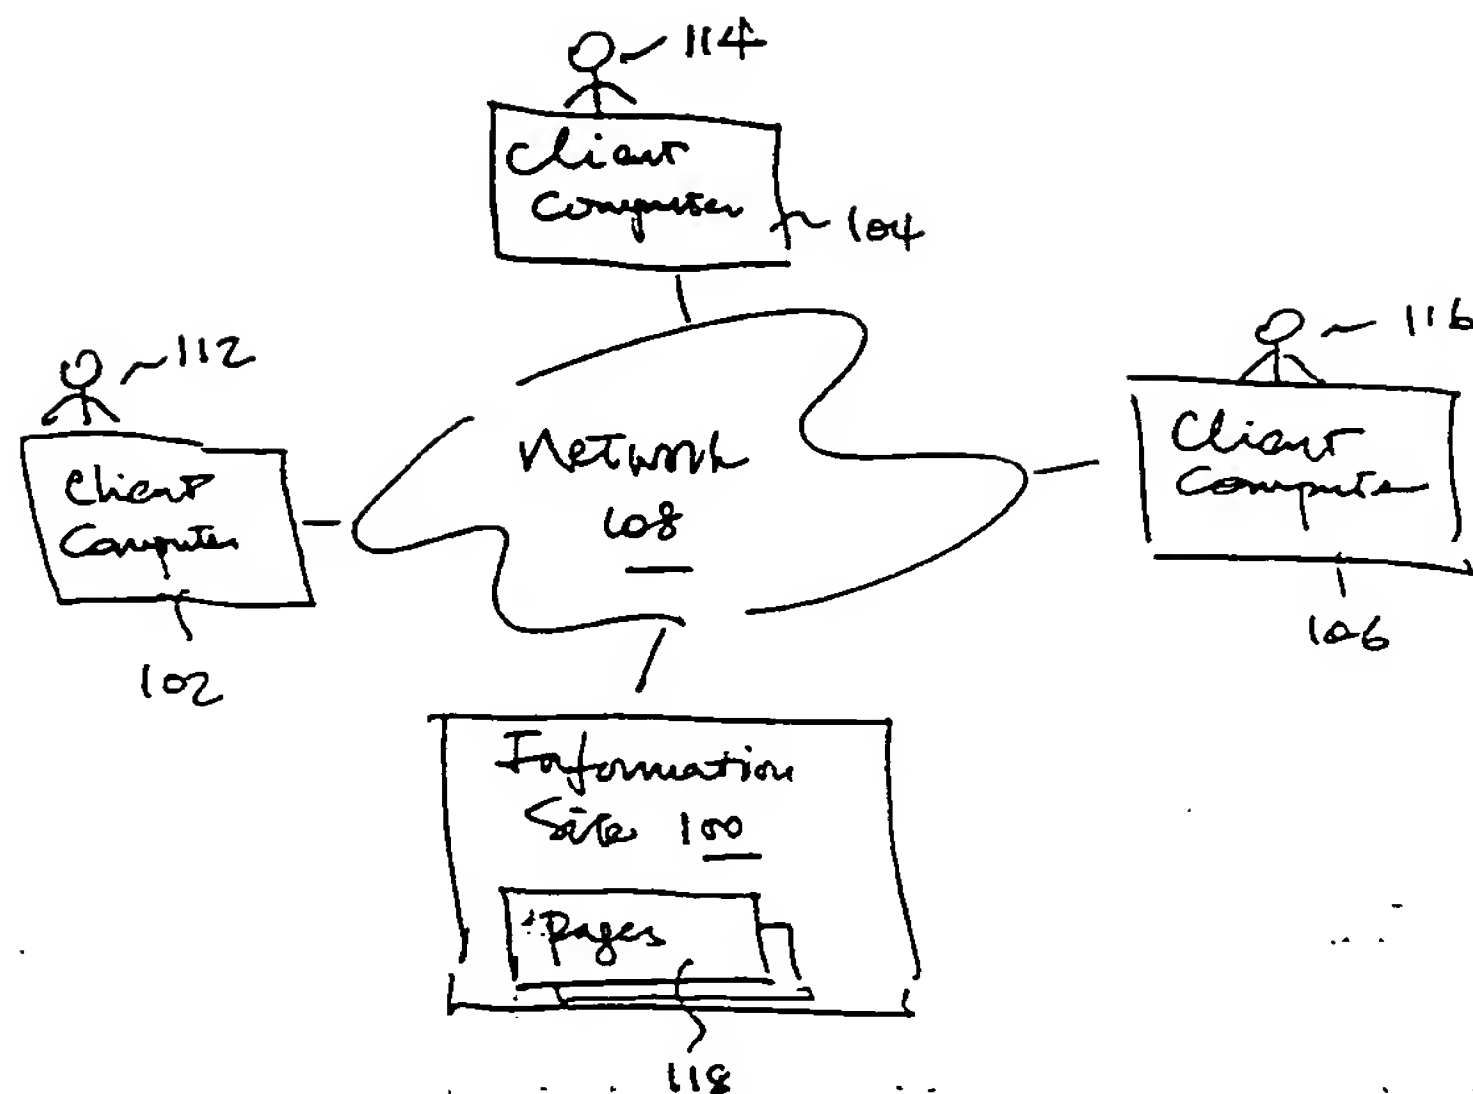 114
Client
Computer
104
112
Client
Computer
102
Network
108
116
Client
Computer
106
Information
Site 100
Pages
118